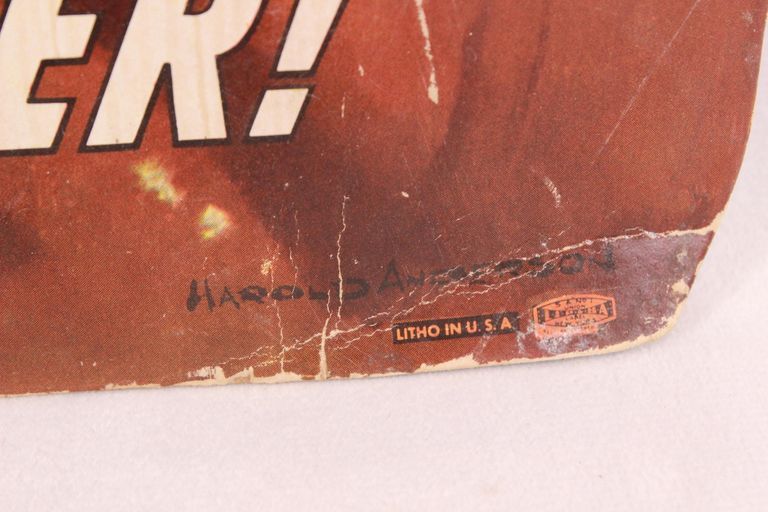 ER!
HAROLD ANDERSON
LITHO IN U.S.A.